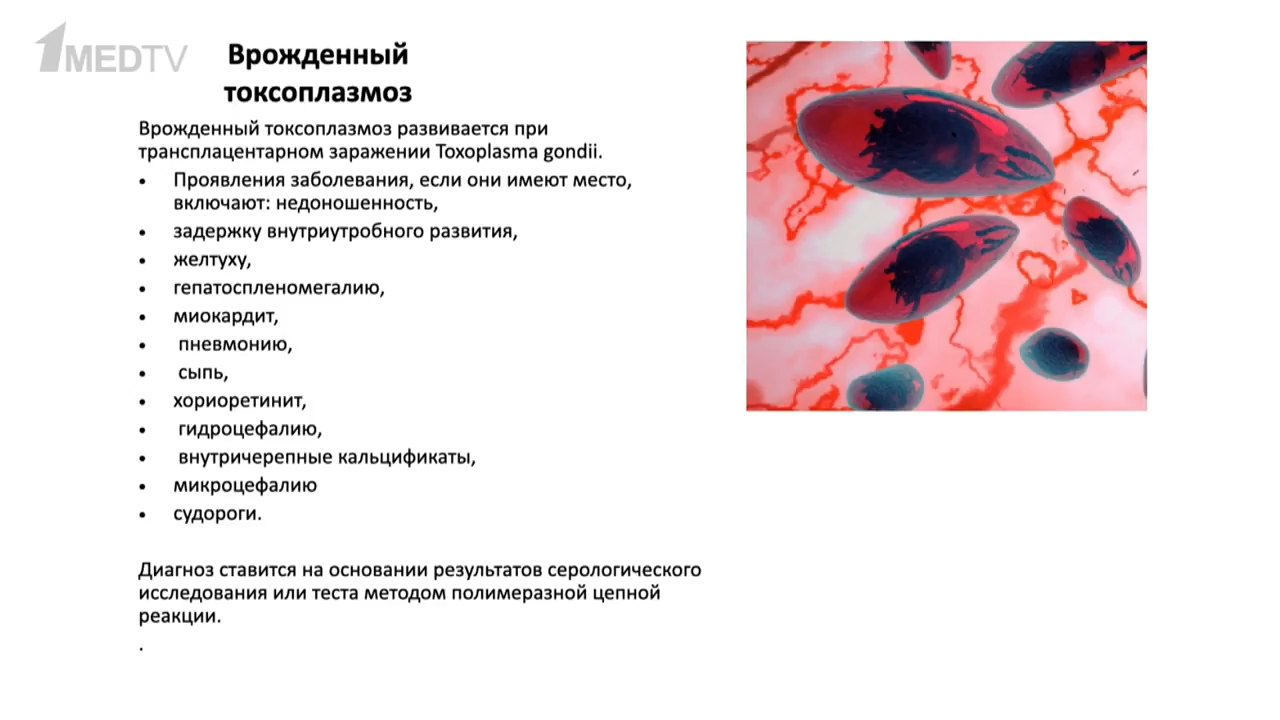 1MEDTV
Врожденный
токсоплазмоз
Врожденный токсоплазмоз развивается при
трансплацентарном заражении Toxoplasma gondii.
• Проявления заболевания, если они имеют место,
включают: недоношенность,
• задержку внутриутробного развития,
• желтуху,
• гепатоспленомегалию,
• миокардит,
• пневмонию,
• сыпь,
• хориоретинит,
• гидроцефалию,
• внутричерепные кальцификаты,
• микроцефалию
• судороги.
Диагноз ставится на основании результатов серологического
исследования или теста методом полимеразной цепной
реакции.
.